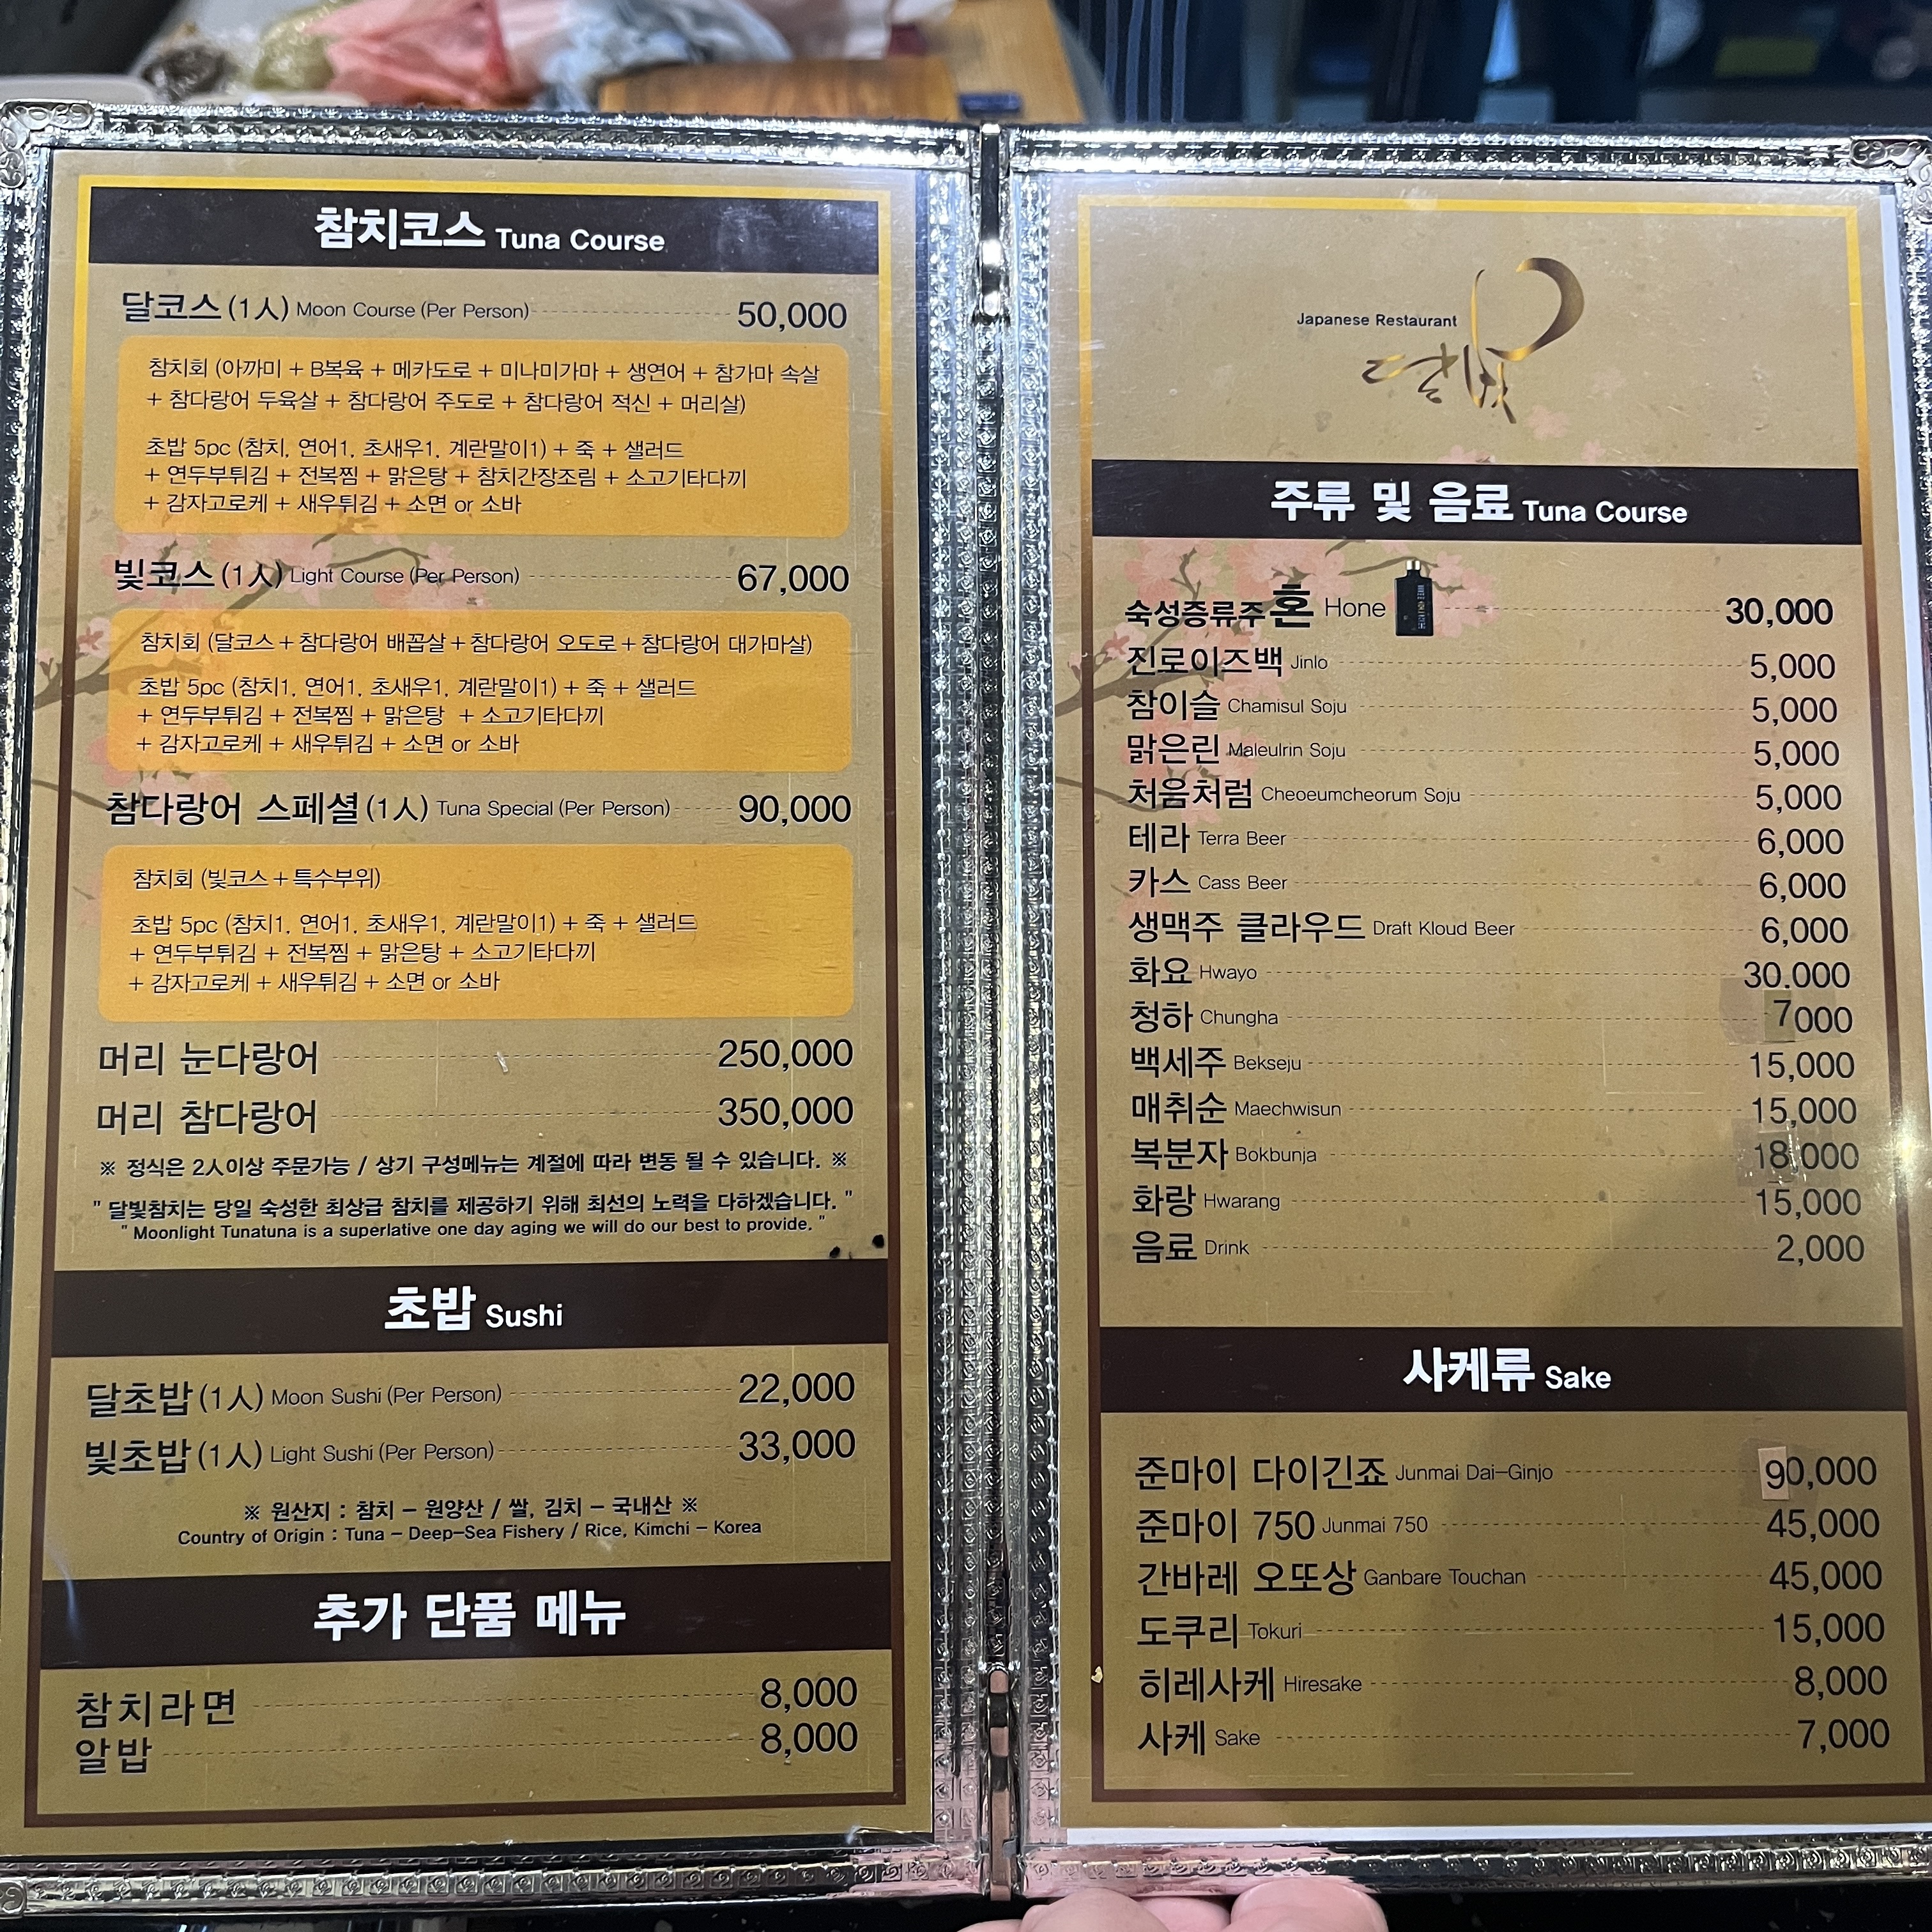 참치코스 Tuna Course
달코스 (1人) Moon Course (Per Person) 50,000
참치회 (아까미 + B복육 + 메카도로 + 미나미가마 + 생연어 + 참가마 속살
+ 참다랑어 두육살 + 참다랑어 주도로 + 참다랑어 적신 + 머리살)
초밥 5pc (참치, 연어1, 초새우1, 계란말이1) + 죽 + 샐러드
+ 연두부튀김 + 전복찜 + 맑은탕 + 참치간장조림 + 소고기타다끼
+ 감자고로케 + 새우튀김 + 소면 or 소바
빛코스 (1人) Light Course (Per Person) 67,000
참치회 (달코스 + 참다랑어 배꼽살 + 참다랑어 오도로 + 참다랑어 대가마살)
초밥 5pc (참치1, 연어1, 초새우1, 계란말이1) + 죽 + 샐러드
+ 연두부튀김 + 전복찜 + 맑은탕 + 소고기타다끼
+ 감자고로케 + 새우튀김 + 소면 or 소바
참다랑어 스페셜 (1人) Tuna Special (Per Person) 90,000
참치회 (빛코스 + 특수부위)
초밥 5pc (참치1, 연어1, 초새우1, 계란말이1) + 죽 + 샐러드
+ 연두부튀김 + 전복찜 + 맑은탕 + 소고기타다끼
+ 감자고로케 + 새우튀김 + 소면 or 소바
머리 눈다랑어 250,000
머리 참다랑어 350,000
※ 정식은 2人이상 주문가능 / 상기 구성메뉴는 계절에 따라 변동 될 수 있습니다. ※
" 달빛참치는 당일 숙성한 최상급 참치를 제공하기 위해 최선의 노력을 다하겠습니다. "
" Moonlight Tunatuna is a superlative one day aging we will do our best to provide. "
초밥 Sushi
달초밥 (1人) Moon Sushi (Per Person) 22,000
빛초밥 (1人) Light Sushi (Per Person) 33,000
※ 원산지 : 참치 – 원양산 / 쌀, 김치 – 국내산 ※
Country of Origin : Tuna – Deep–Sea Fishery / Rice, Kimchi – Korea
추가 단품 메뉴
참치라면 8,000
알밥 8,000
Japanese Restaurant
달빛
주류 및 음료 Tuna Course
숙성증류주 혼 Hone 30,000
진로이즈백 Jinlo 5,000
참이슬 Chamisul Soju 5,000
맑은린 Maleulrin Soju 5,000
처음처럼 Cheoeumcheorum Soju 5,000
테라 Terra Beer 6,000
카스 Cass Beer 6,000
생맥주 클라우드 Draft Kloud Beer 6,000
화요 Hwayo 30,000
청하 Chungha 7000
백세주 Bekseju 15,000
매취순 Maechwisun 15,000
복분자 Bokbunja 18,000
화랑 Hwarang 15,000
음료 Drink 2,000
사케류 Sake
준마이 다이긴죠 Junmai Dai–Ginjo 90,000
준마이 750 Junmai 750 45,000
간바레 오또상 Ganbare Touchan 45,000
도쿠리 Tokuri 15,000
히레사케 Hiresake 8,000
사케 Sake 7,000